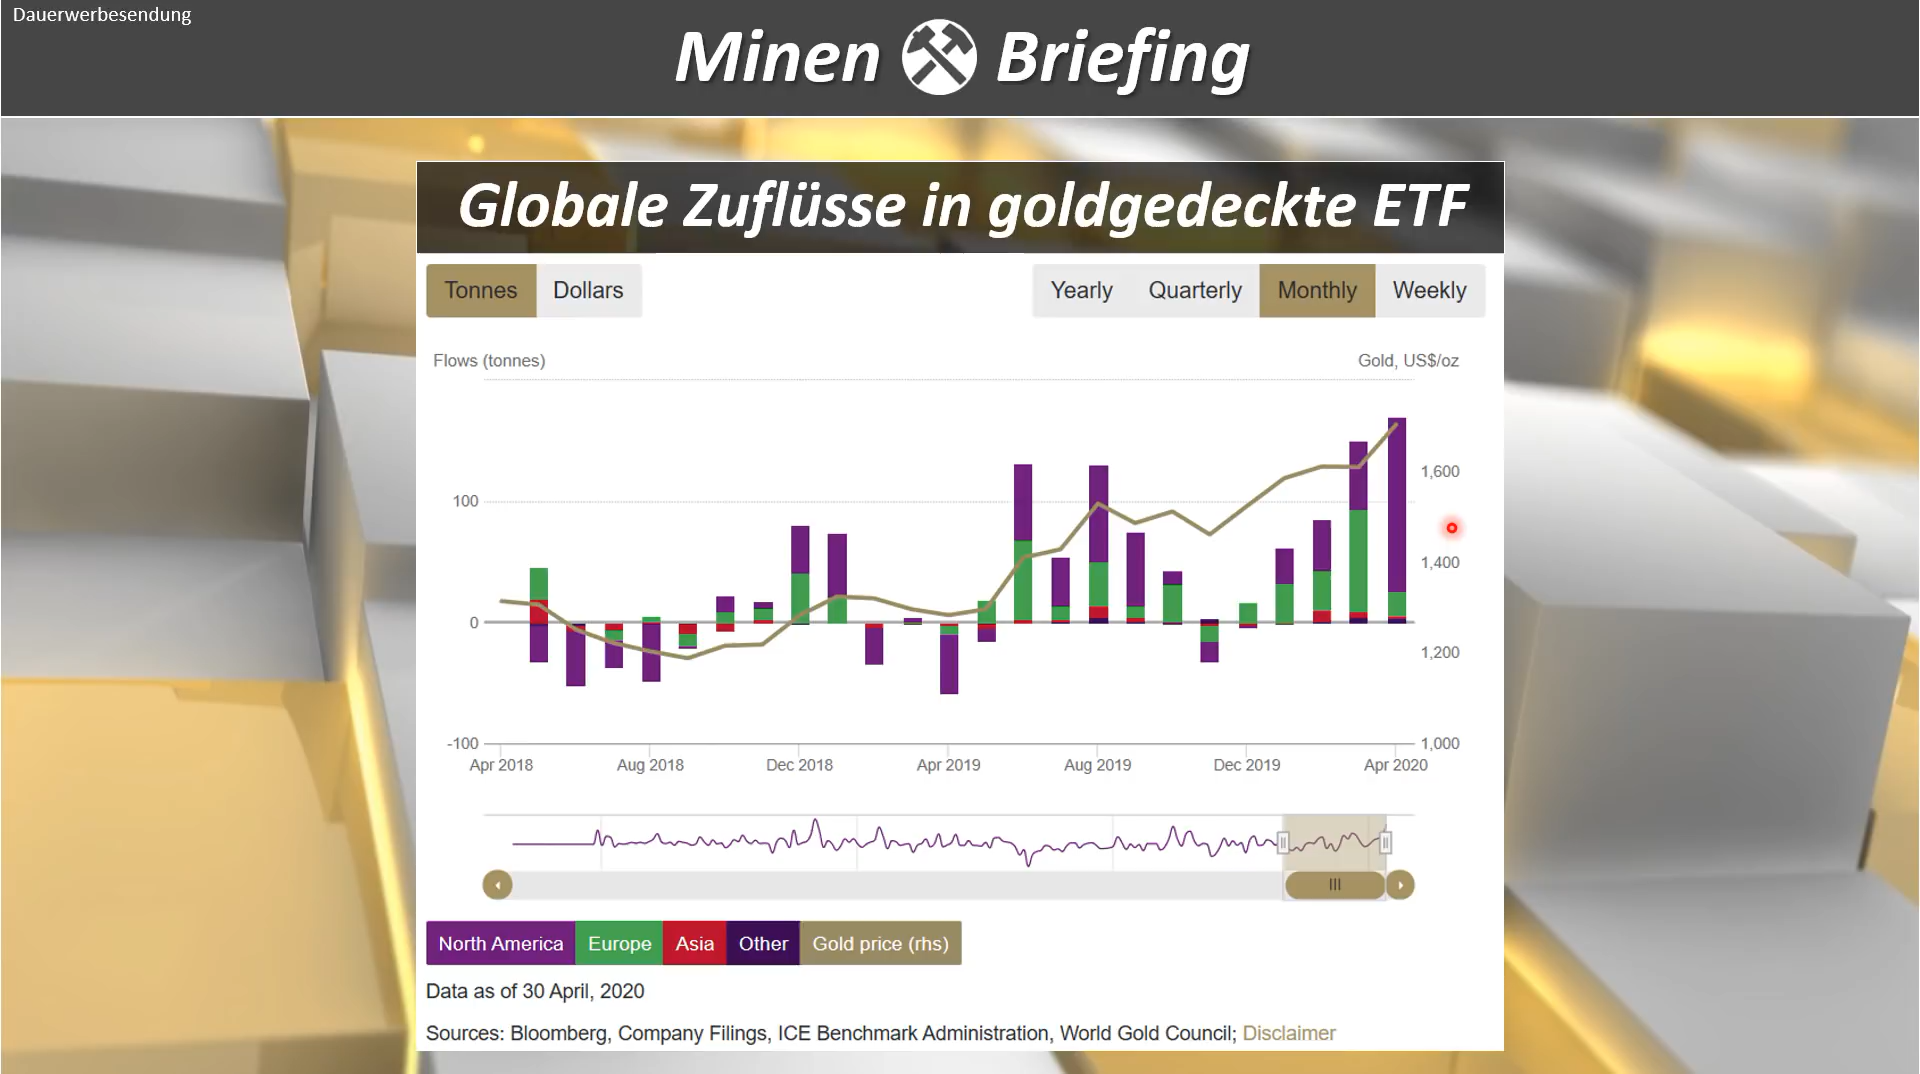 Dauerwerbesendung
Minen Briefing
Globale Zuflüsse in goldgedeckte ETF
Tonnes Dollars Yearly Quarterly Monthly Weekly
Flows (tonnes) Gold, US$/oz
1,600
100
1,400
0
1,200
-100 1,000
Apr 2018 Aug 2018 Dec 2018 Apr 2019 Aug 2019 Dec 2019 Apr 2020
North America Europe Asia Other Gold price (rhs)
Data as of 30 April, 2020
Sources: Bloomberg, Company Filings, ICE Benchmark Administration, World Gold Council; Disclaimer